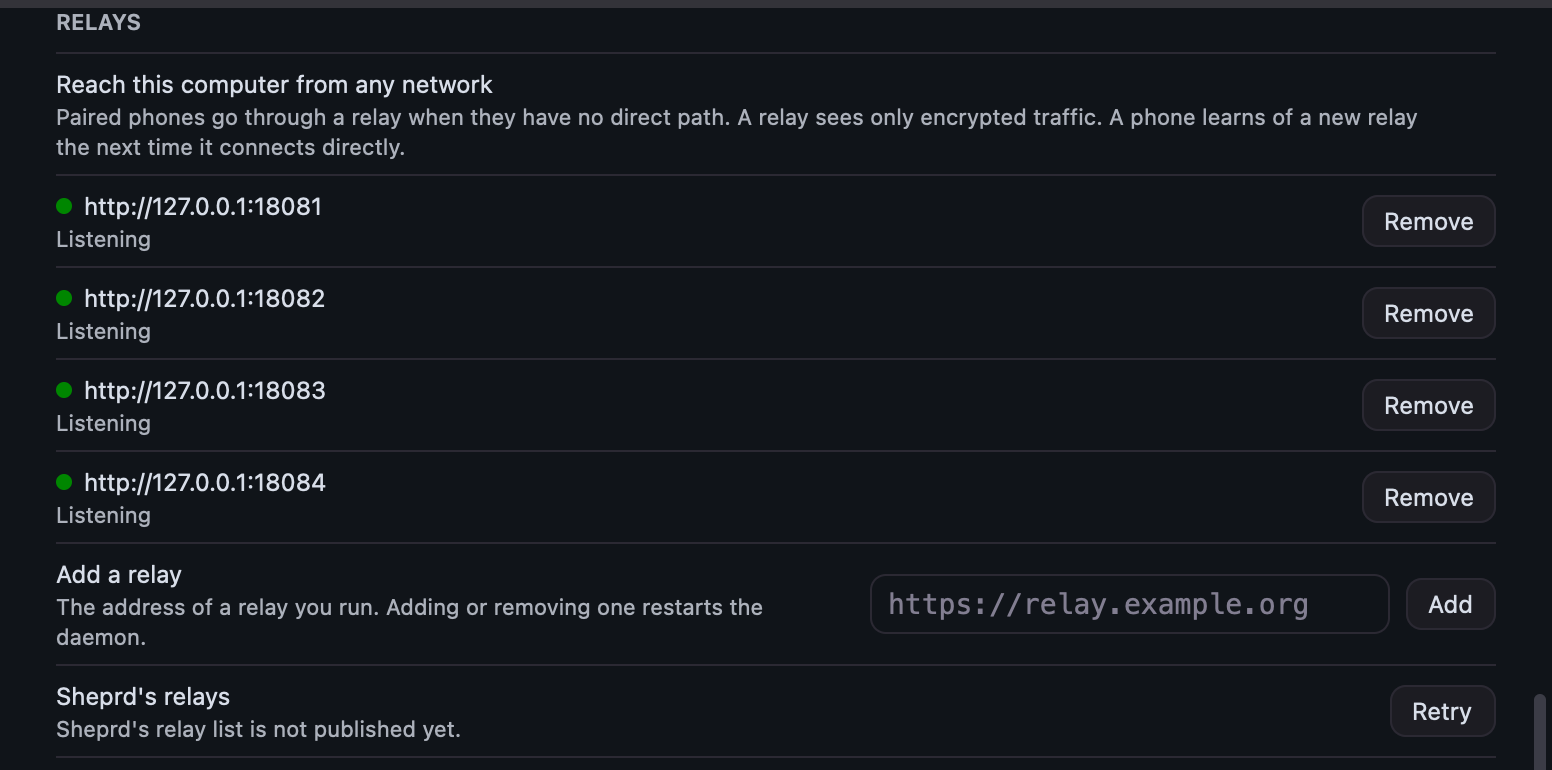 RELAYS
Reach this computer from any network
Paired phones go through a relay when they have no direct path. A relay sees only encrypted traffic. A phone learns of a new relay
the next time it connects directly.
http://127.0.0.1:18081
Listening
Remove
http://127.0.0.1:18082
Listening
Remove
http://127.0.0.1:18083
Listening
Remove
http://127.0.0.1:18084
Listening
Remove
Add a relay
The address of a relay you run. Adding or removing one restarts the
daemon.
https://relay.example.org
Add
Sheprd's relays
Sheprd's relay list is not published yet.
Retry